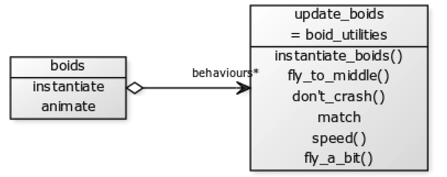 boids
instantiate
animate
behaviours*
update_boids
= boid_utilities
instantiate_boids()
fly_to_middle()
don't_crash()
match
speed()
fly_a_bit()